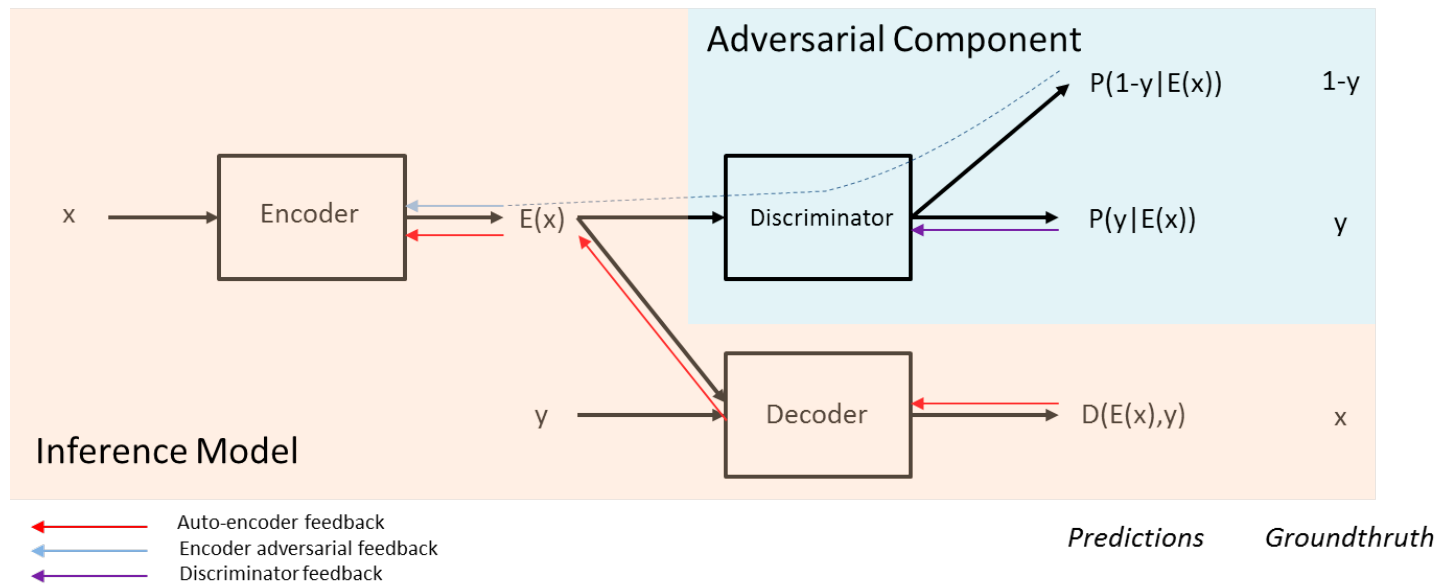 Adversarial Component
P(1-y|E(x)) 1-y
x Encoder E(x) Discriminator P(y|E(x)) y
y Decoder D(E(x),y) x
Inference Model
Auto-encoder feedback
Encoder adversarial feedback
Discriminator feedback
Predictions Groundthruth